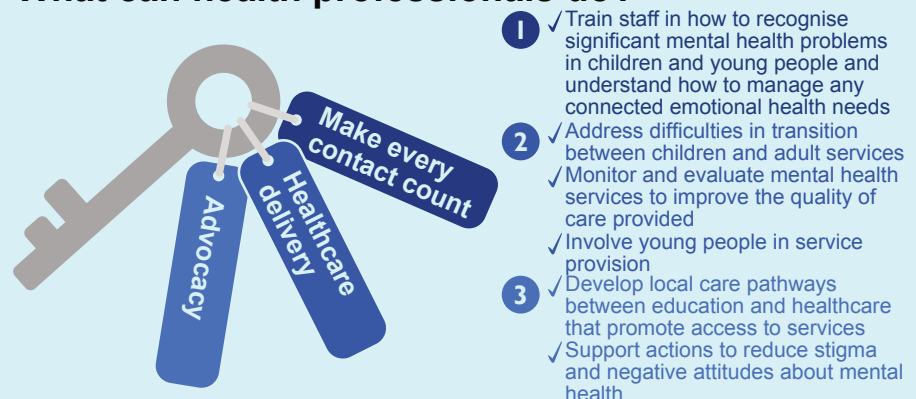 What can health professionals do?
Make every
contact count
Healthcare
delivery
Advocacy
1
✓Train staff in how to recognise
significant mental health problems
in children and young people and
understand how to manage any
connected emotional health needs
2
✓Address difficulties in transition
between children and adult services
✓Monitor and evaluate mental health
services to improve the quality of
care provided
✓Involve young people in service
provision
3
✓Develop local care pathways
between education and healthcare
that promote access to services
✓Support actions to reduce stigma
and negative attitudes about mental
health